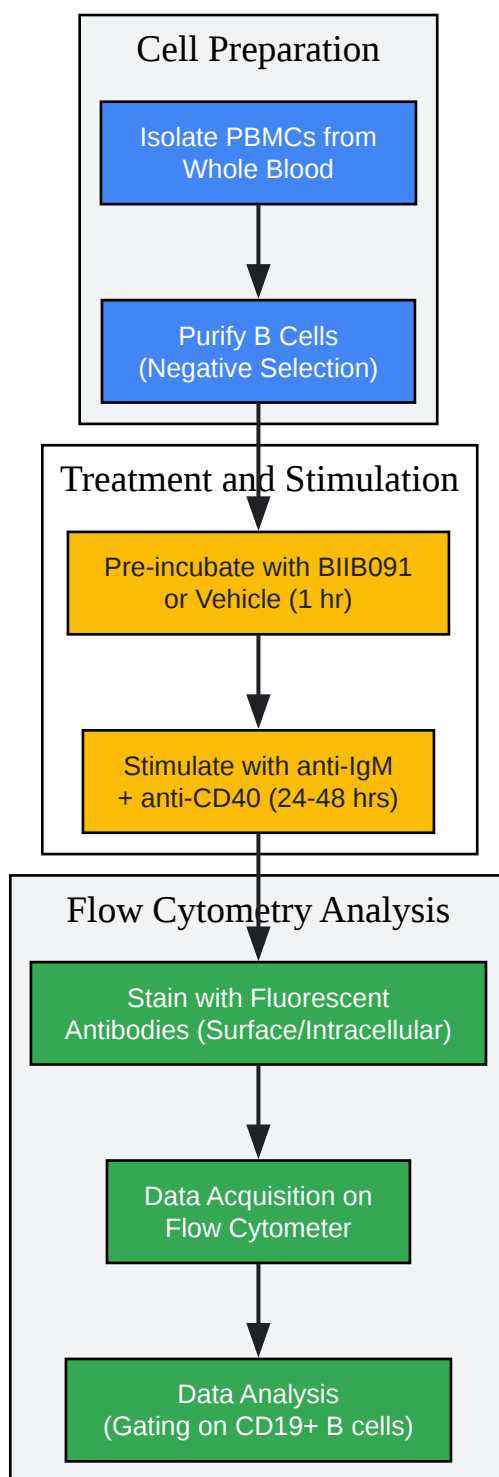 Cell Preparation
Isolate PBMCs from
Whole Blood
Purify B Cells
(Negative Selection)
Treatment and Stimulation
Pre-incubate with BIIB091
or Vehicle (1 hr)
Stimulate with anti-IgM
+ anti-CD40 (24-48 hrs)
Flow Cytometry Analysis
Stain with Fluorescent
Antibodies (Surface/Intracellular)
Data Acquisition on
Flow Cytometer
Data Analysis
(Gating on CD19+ B cells)